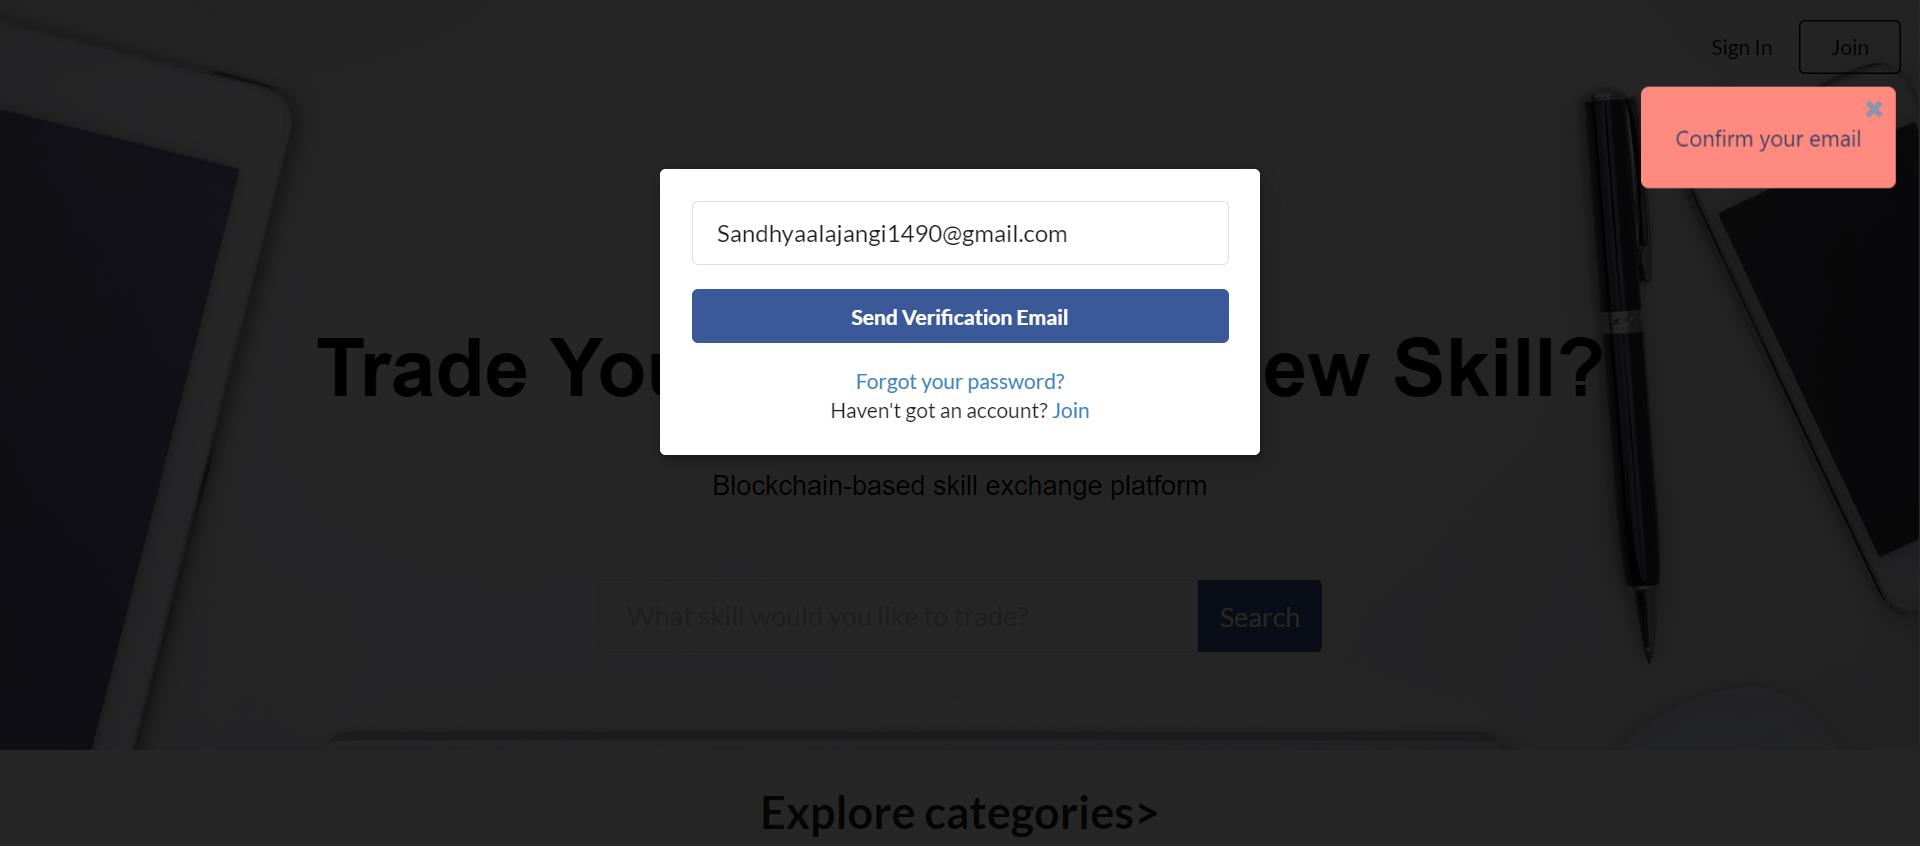 Sign In
Join
Confirm your email
Sandhyaalajangi1490@gmail.com
Send Verification Email
Trade You ew Skill?
Forgot your password?
Haven't got an account? Join
Blockchain-based skill exchange platform
What skill would you like to trade?
Search
Explore categories>